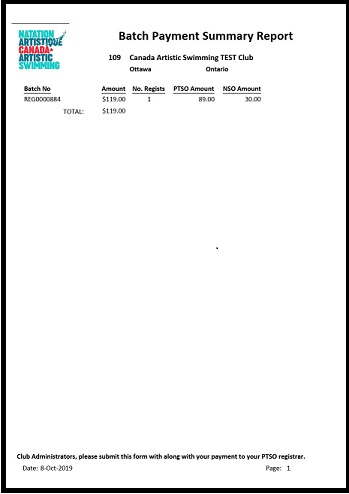 NATATION
ARTISTIQUE
CANADA
ARTISTIC
SWIMMING
Batch Payment Summary Report
109 Canada Artistic Swimming TEST Club
Ottawa Ontario
Batch No Amount No. Regists PTSO Amount NSO Amount
REG0000884 $119.00 1 89.00 30.00
TOTAL: $119.00
Club Administrators, please submit this form with along with your payment to your PTSO registrar.
Date: 8-Oct-2019 Page: 1